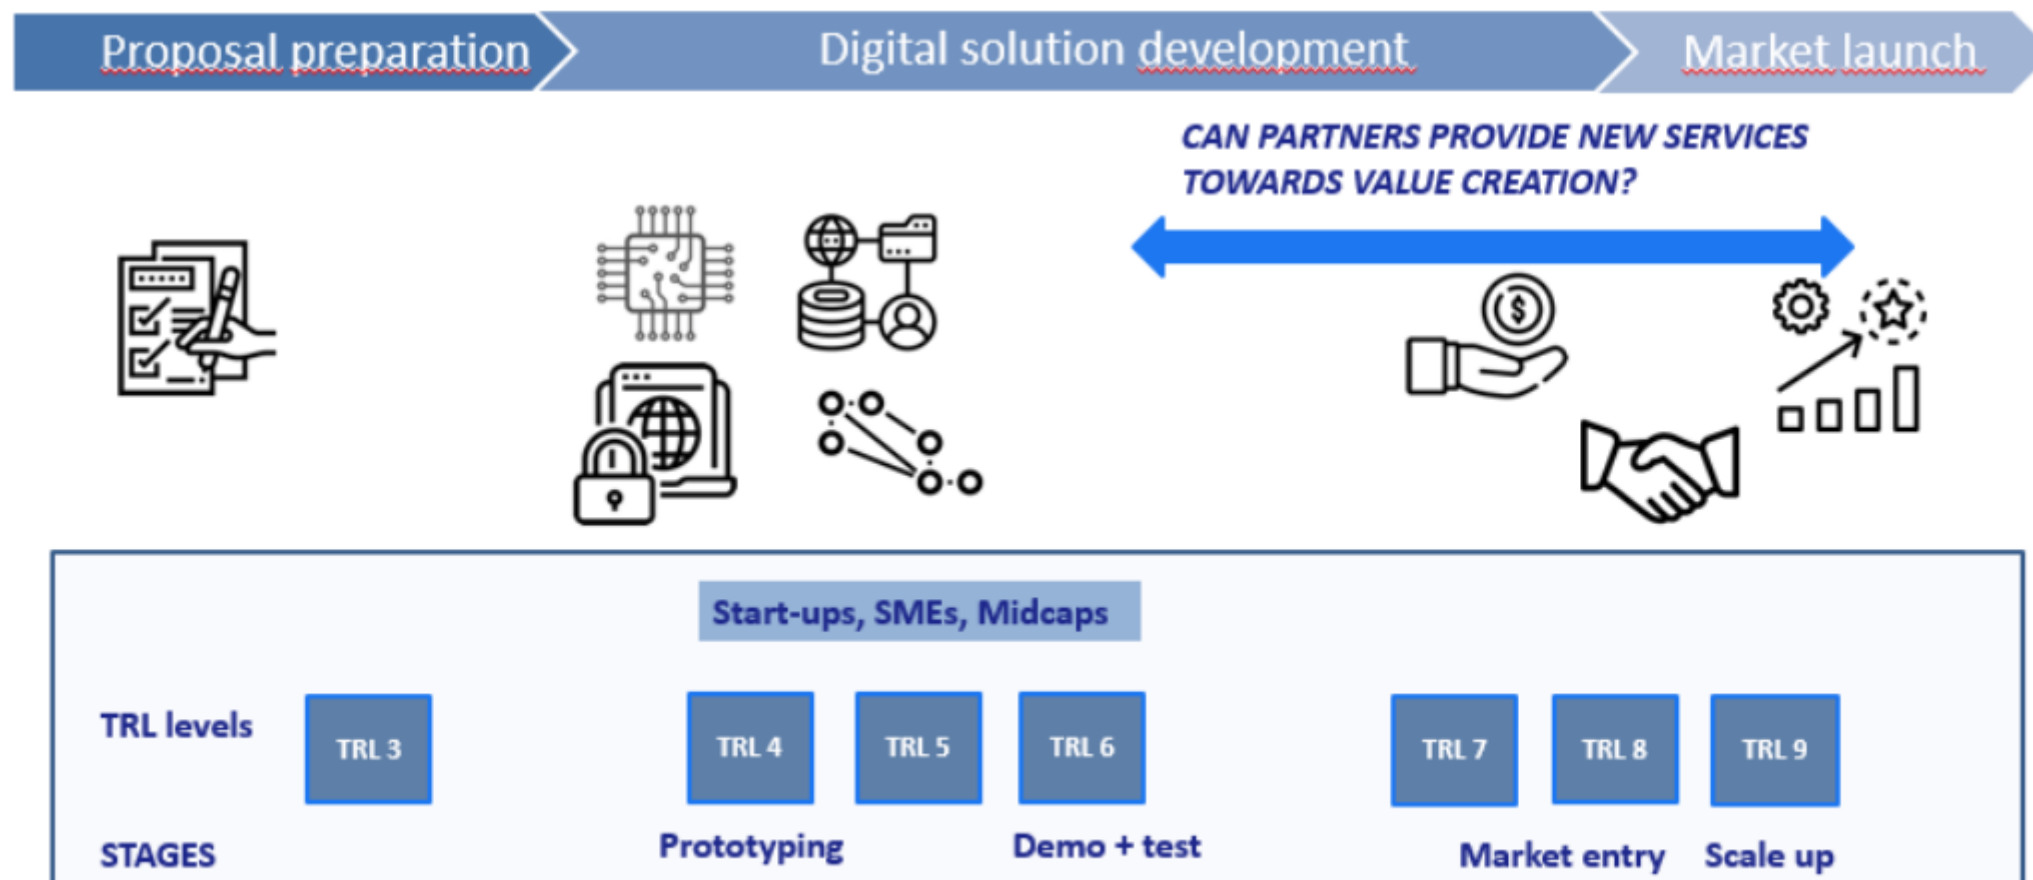 Proposal preparation
Digital solution development
Market launch
CAN PARTNERS PROVIDE NEW SERVICES
TOWARDS VALUE CREATION?
$
Start-ups, SMEs, Midcaps
TRL levels
TRL 3
TRL 4
TRL 5
TRL 6
TRL 7
TRL 8
TRL 9
STAGES
Prototyping
Demo + test
Market entry
Scale up